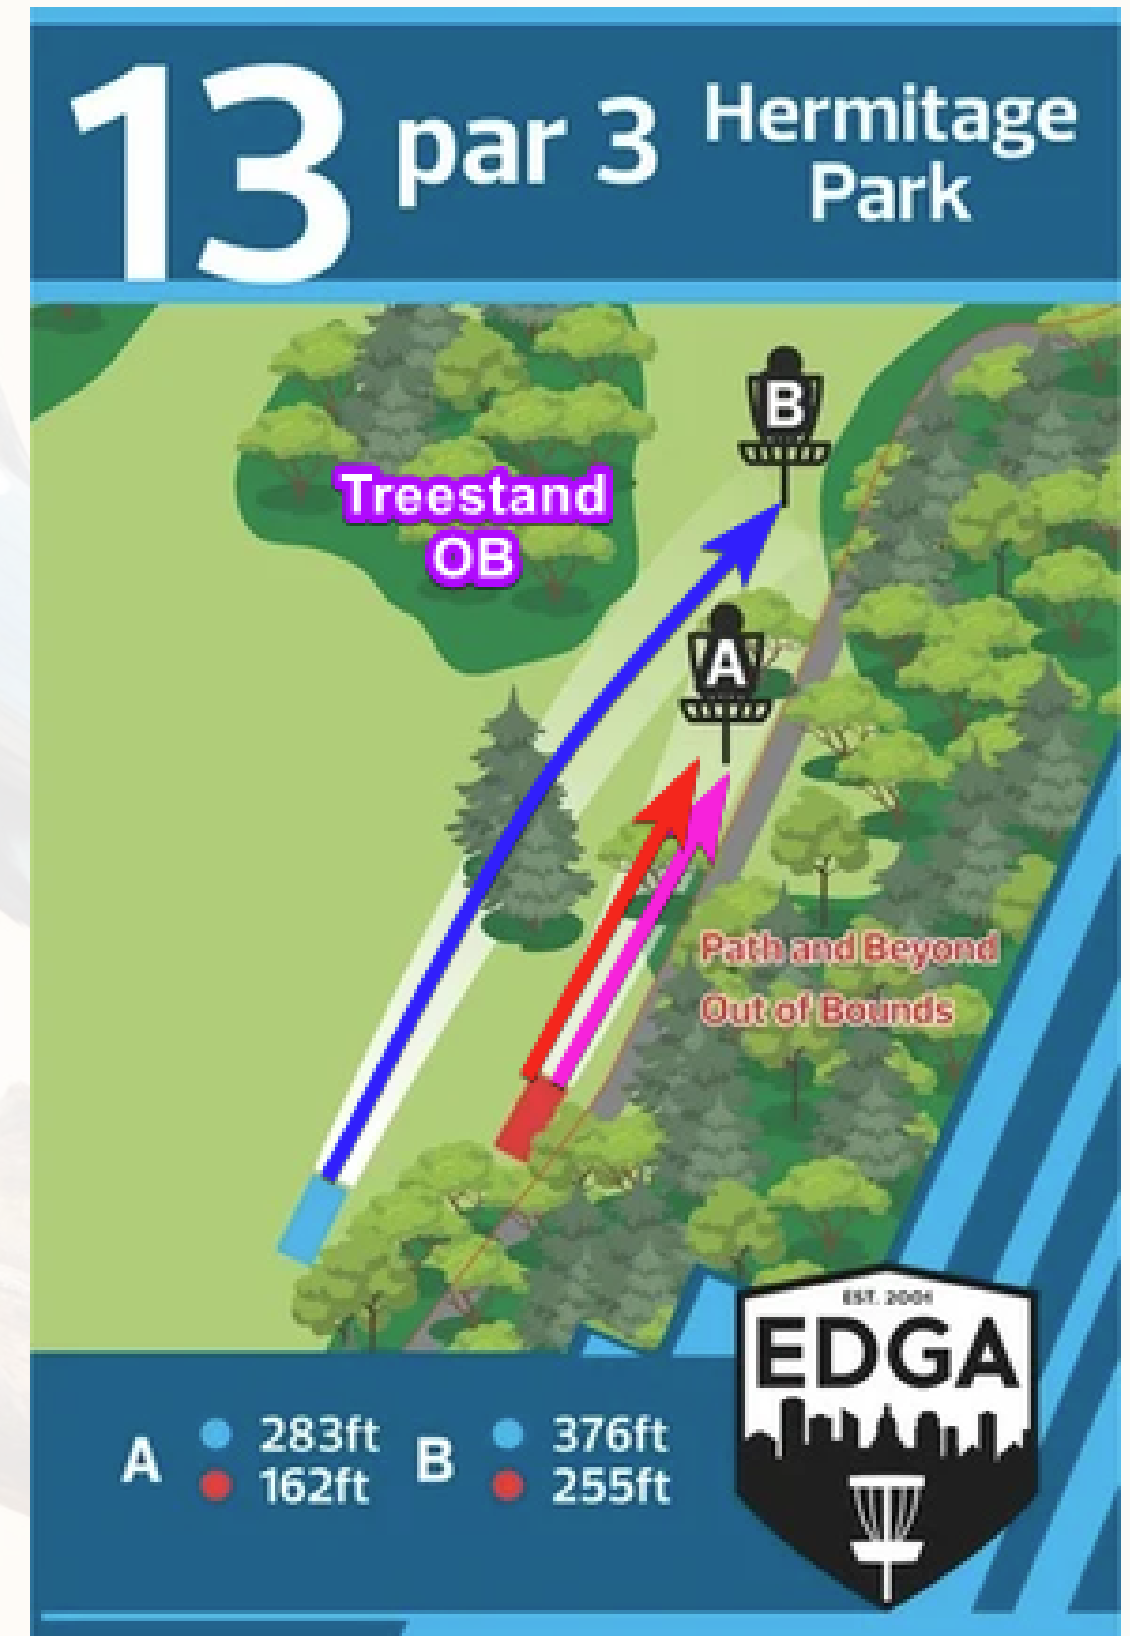 13 par 3 Hermitage
Park
B
Treestand
OB
A
Path and Beyond
Out of Bounds
EST. 2001
EDGA
A 283ft B 376ft
162ft 255ft